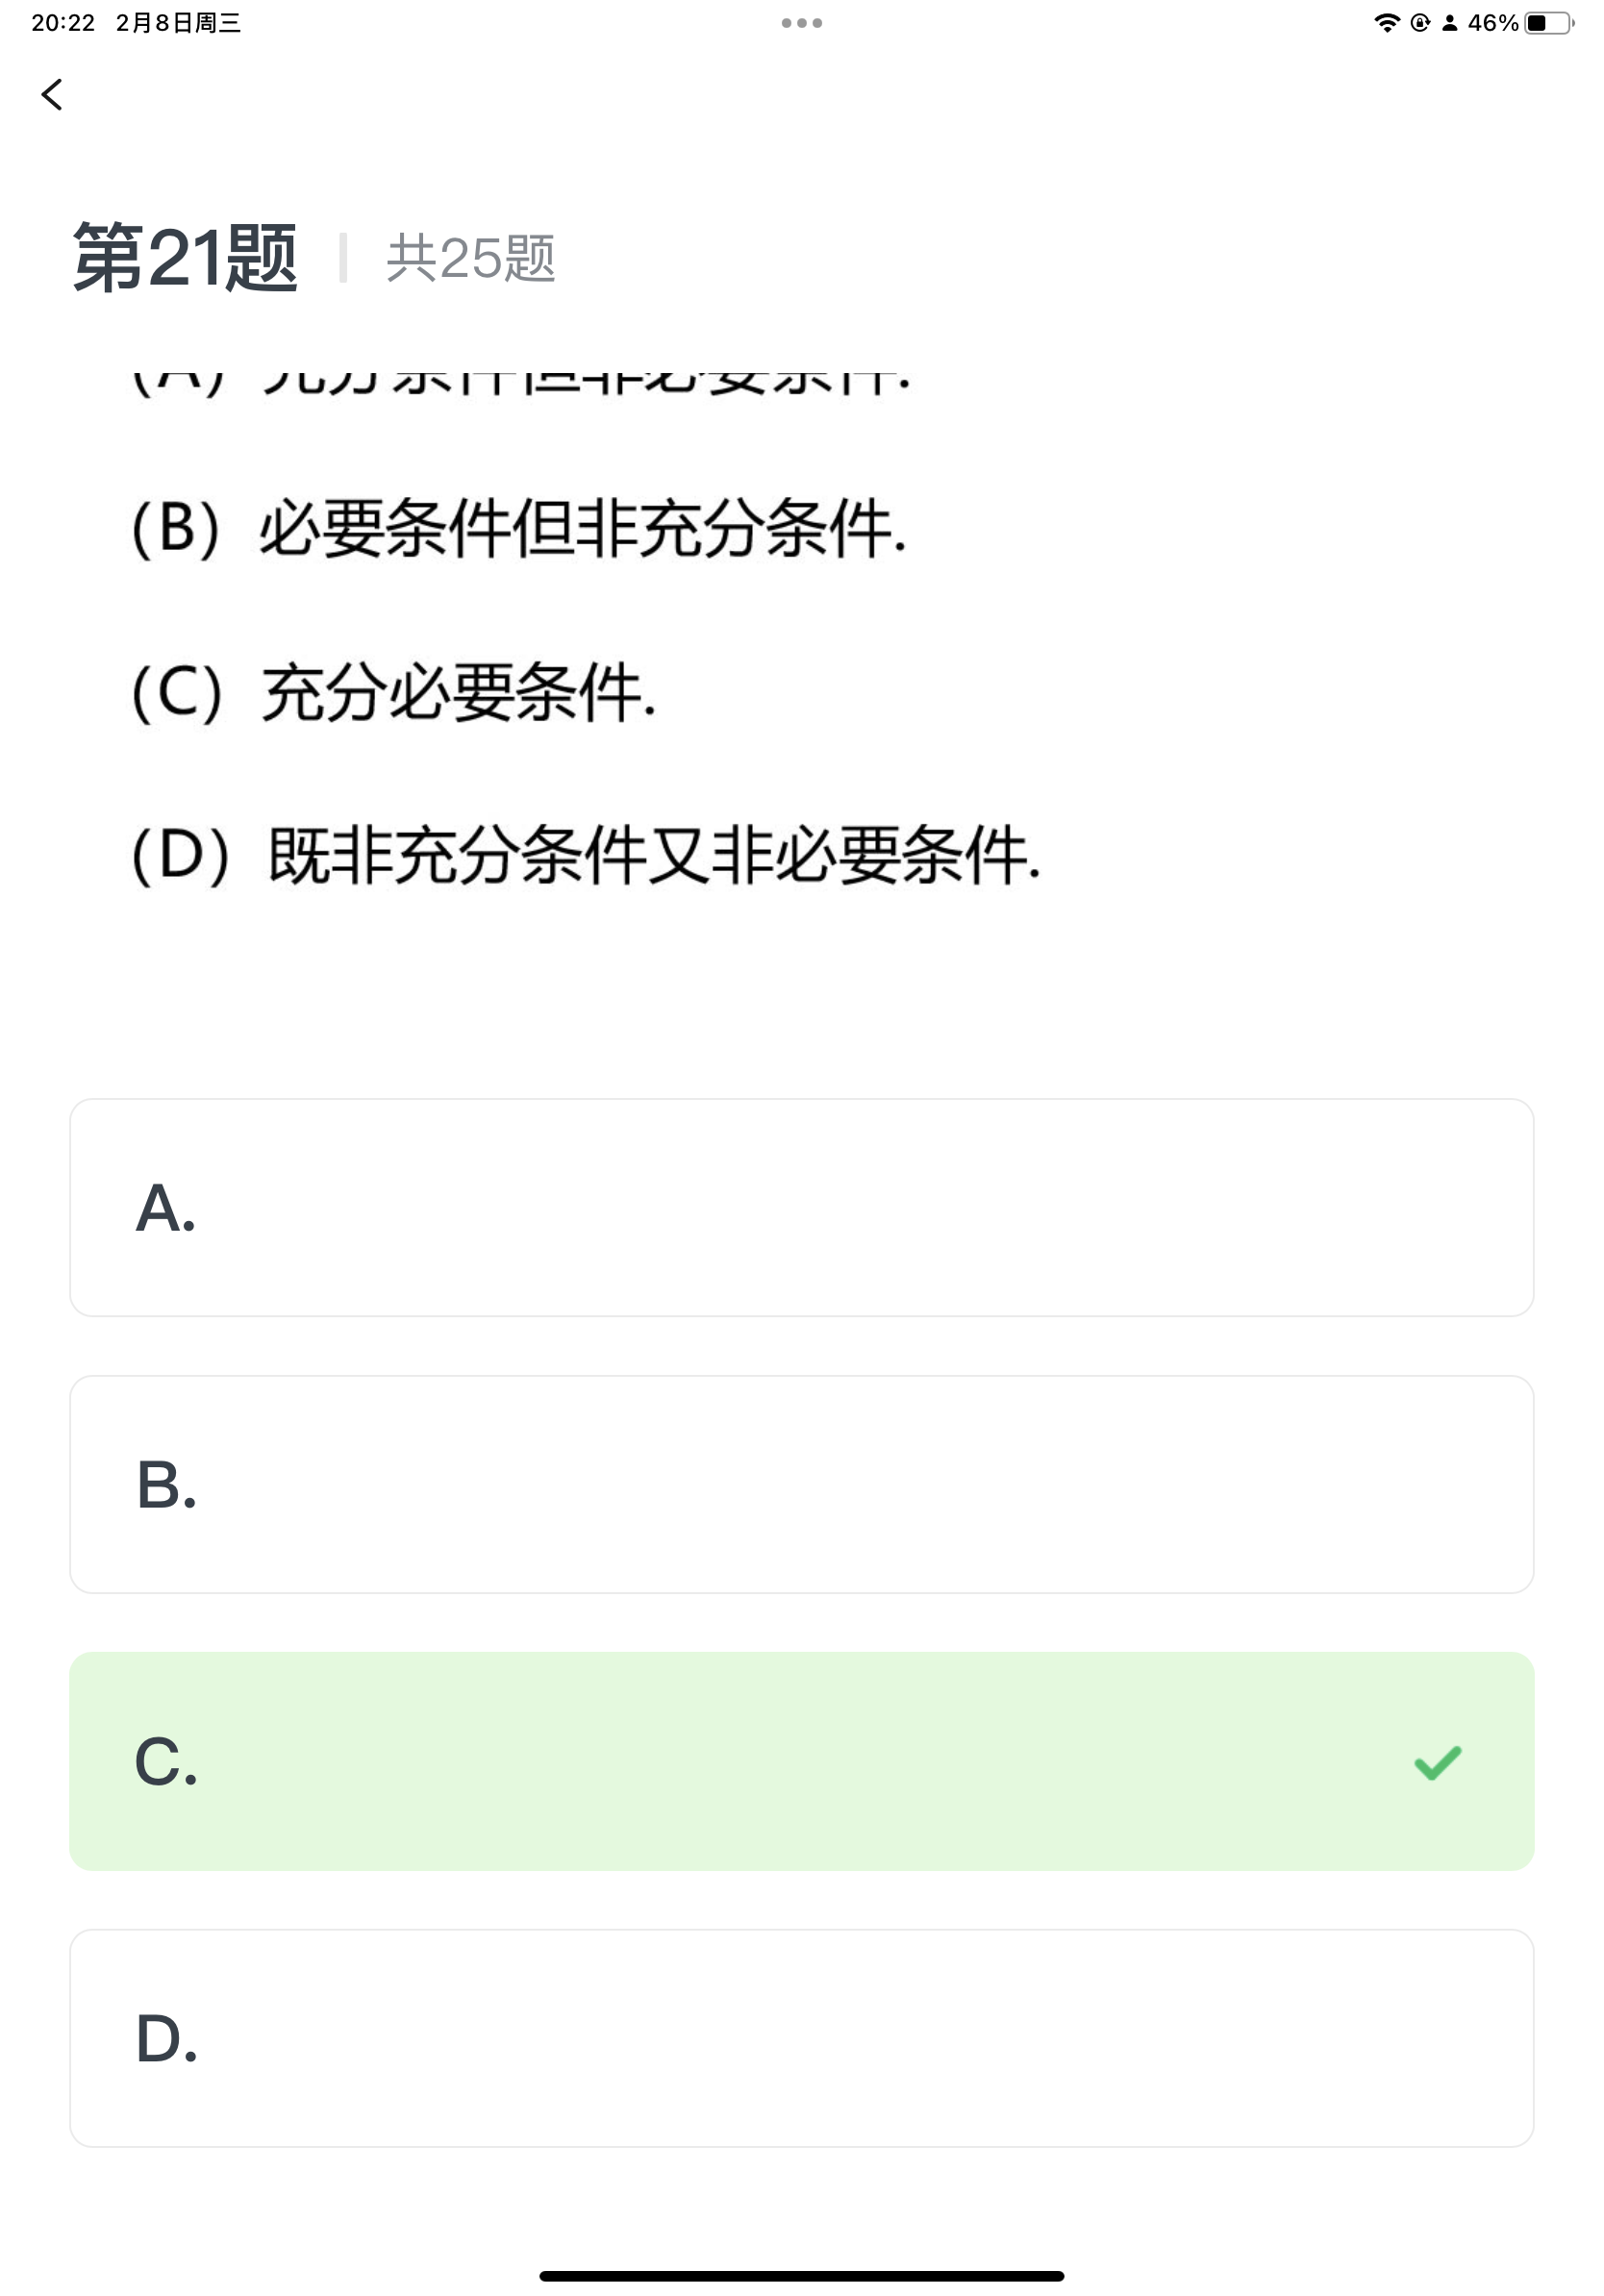 20:22 2月8日周三
46%
第21题 共25题
(A) 充分条件但非必要条件.
(B) 必要条件但非充分条件.
(C) 充分必要条件.
(D) 既非充分条件又非必要条件.
A.
B.
C.
D.